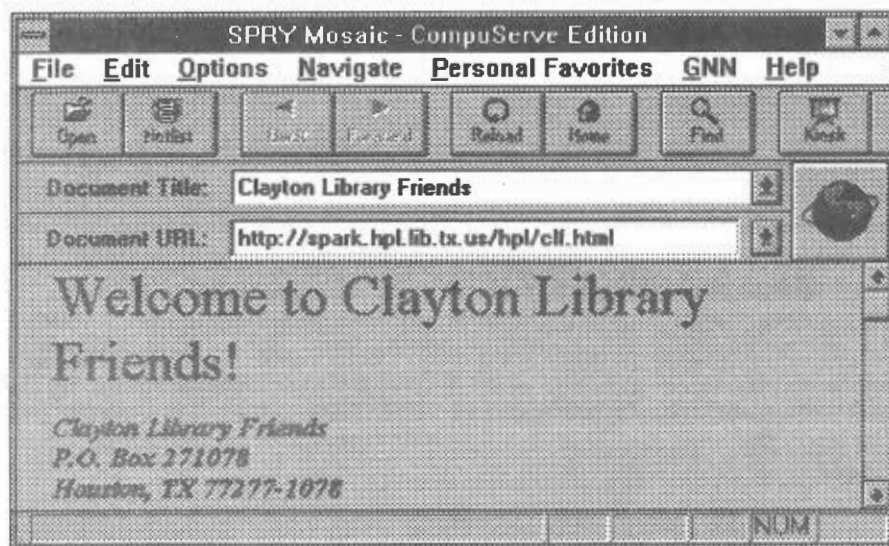 SPRY Mosaic - CompuServe Edition
File Edit Options Navigate Personal Favorites GNN Help
Open Hotlist Back Forward Reload Home Find Kiosk
Document Title: Clayton Library Friends
Document URL: http://spark.hpl.lib.tx.us/hpl/clf.html
Welcome to Clayton Library
Friends!
Clayton Library Friends
P.O. Box 271078
Houston, TX 77277-1078
NUM